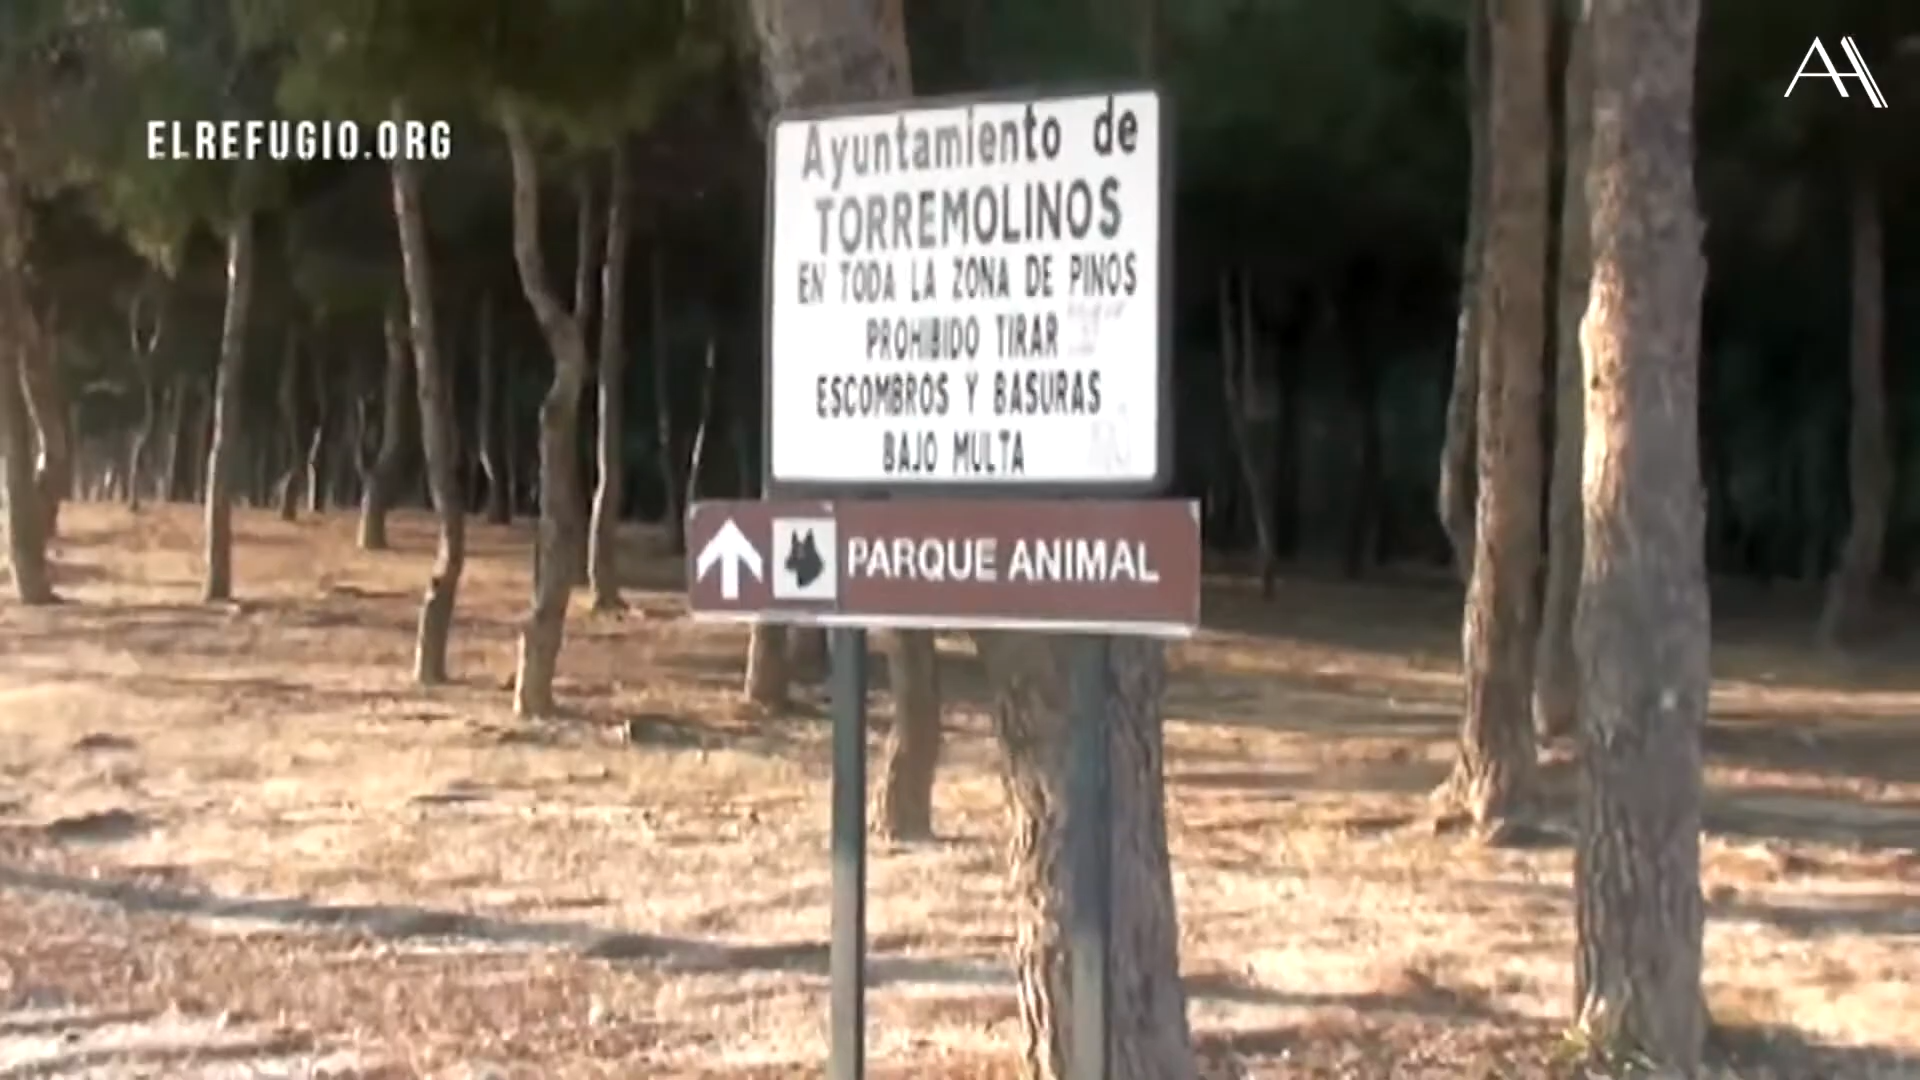 ELREFUGIO.ORG
AH
Ayuntamiento de
TORREMOLINOS
EN TODA LA ZONA DE PINOS
PROHIBIDO TIRAR
ESCOMBROS Y BASURAS
BAJO MULTA
PARQUE ANIMAL